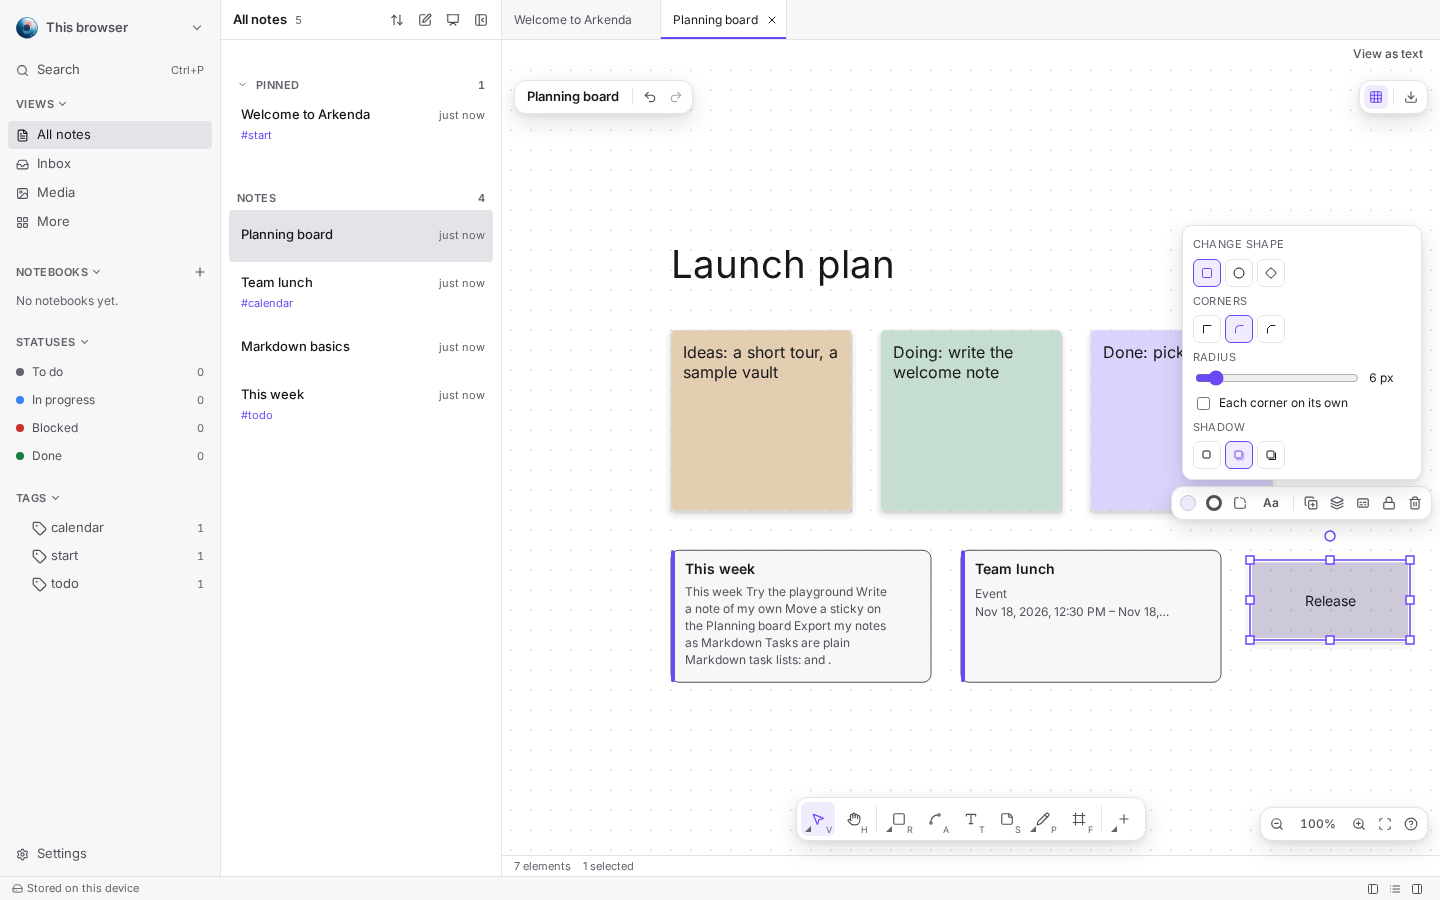 This browser
Search
Ctrl+P
VIEWS
All notes
Inbox
Media
More
NOTEBOOKS
No notebooks yet.
STATUSES
To do 0
In progress 0
Blocked 0
Done 0
TAGS
calendar 1
start 1
todo 1
Settings
Stored on this device
All notes 5
PINNED 1
Welcome to Arkenda just now
#start
NOTES 4
Planning board just now
Team lunch just now
#calendar
Markdown basics just now
This week just now
#todo
Welcome to Arkenda
Planning board
View as text
Planning board
Launch plan
Ideas: a short tour, a
sample vault
Doing: write the
welcome note
Done: pick
CHANGE SHAPE
CORNERS
RADIUS
6 px
Each corner on its own
SHADOW
Aa
This week
This week Try the playground Write
a note of my own Move a sticky on
the Planning board Export my notes
as Markdown Tasks are plain
Markdown task lists: and .
Team lunch
Event
Nov 18, 2026, 12:30 PM – Nov 18,...
Release
V H R A T S P F
100%
7 elements 1 selected